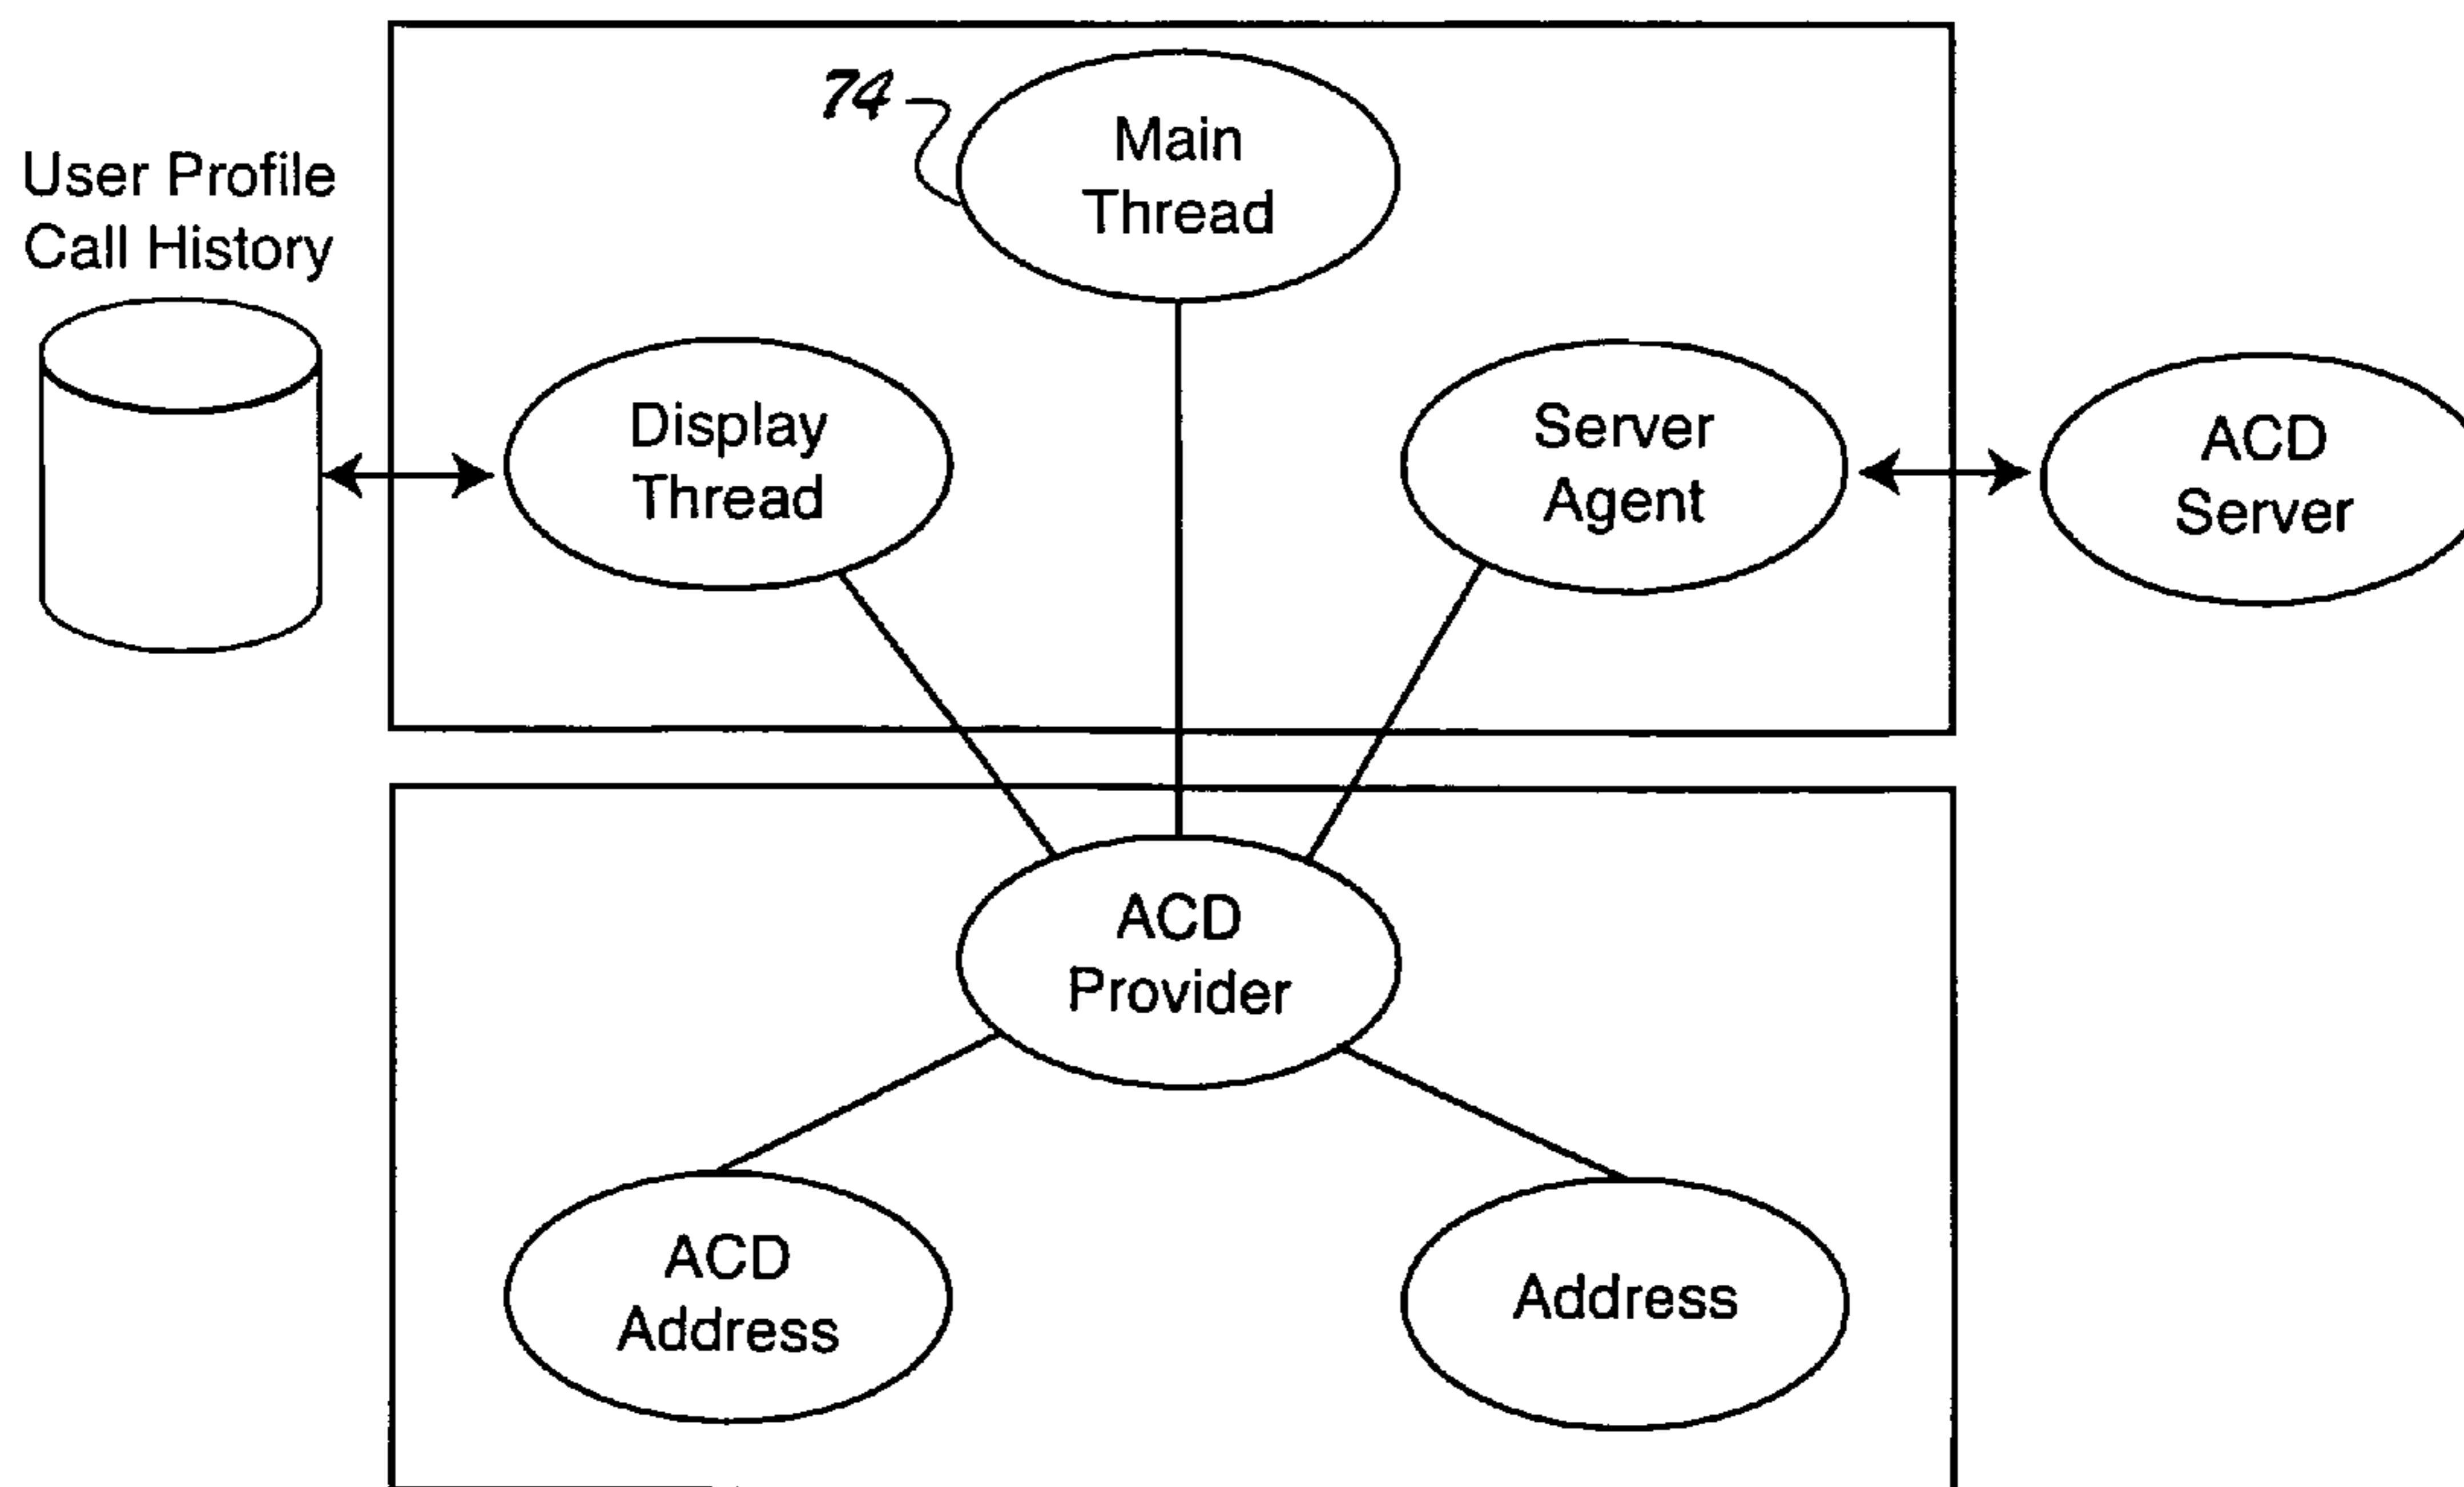 74
Main
Thread
User Profile
Call History
Display
Thread
Server
Agent
ACD
Server
ACD
Provider
ACD
Address
Address